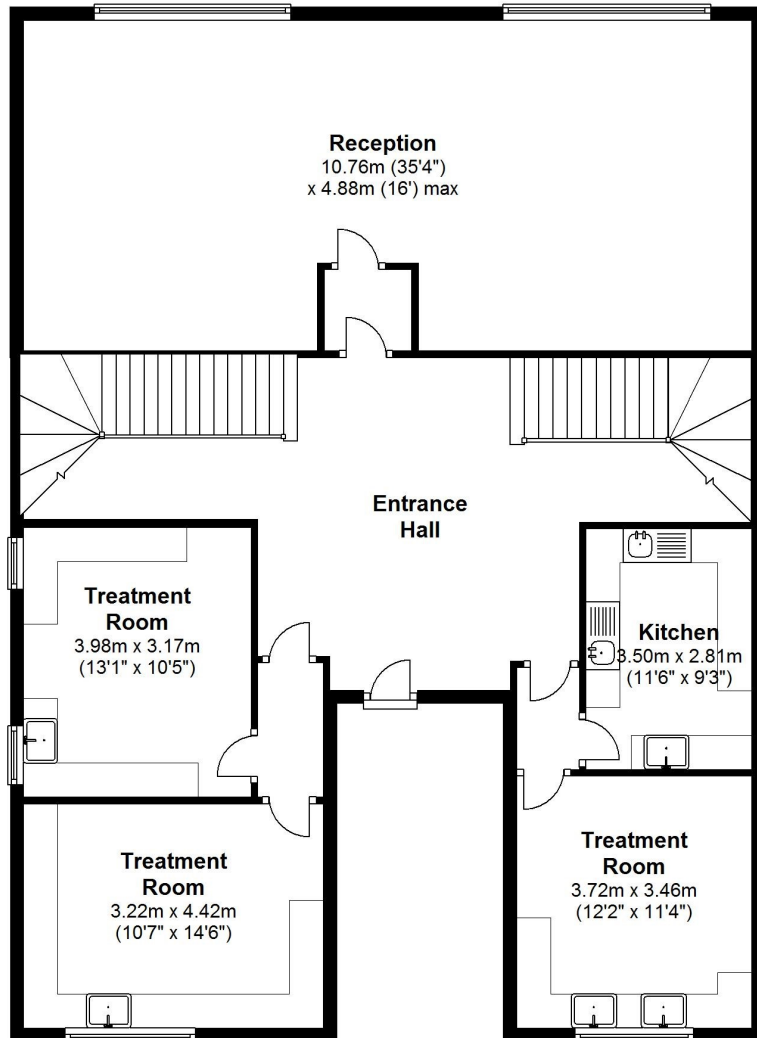 Reception
10.76m (35'4")
x 4.88m (16') max
Entrance
Hall
Treatment
Room
3.98m x 3.17m
(13'1" x 10'5")
Kitchen
3.50m x 2.81m
(11'6" x 9'3")
Treatment
Room
3.22m x 4.42m
(10'7" x 14'6")
Treatment
Room
3.72m x 3.46m
(12'2" x 11'4")